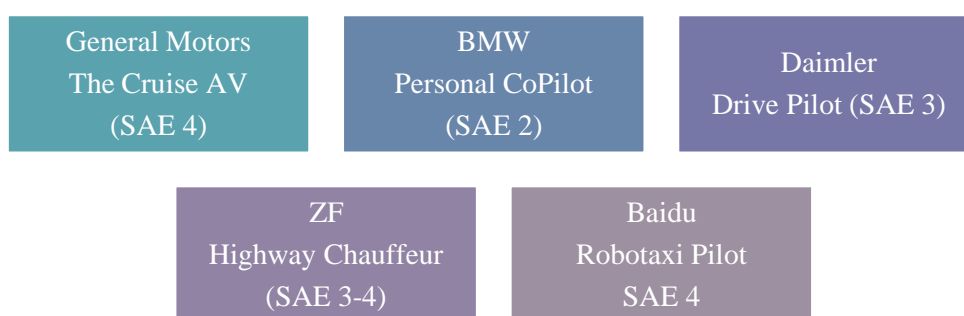 General Motors
The Cruise AV
(SAE 4)
BMW
Personal CoPilot
(SAE 2)
Daimler
Drive Pilot (SAE 3)
ZF
Highway Chauffeur
(SAE 3-4)
Baidu
Robotaxi Pilot
SAE 4